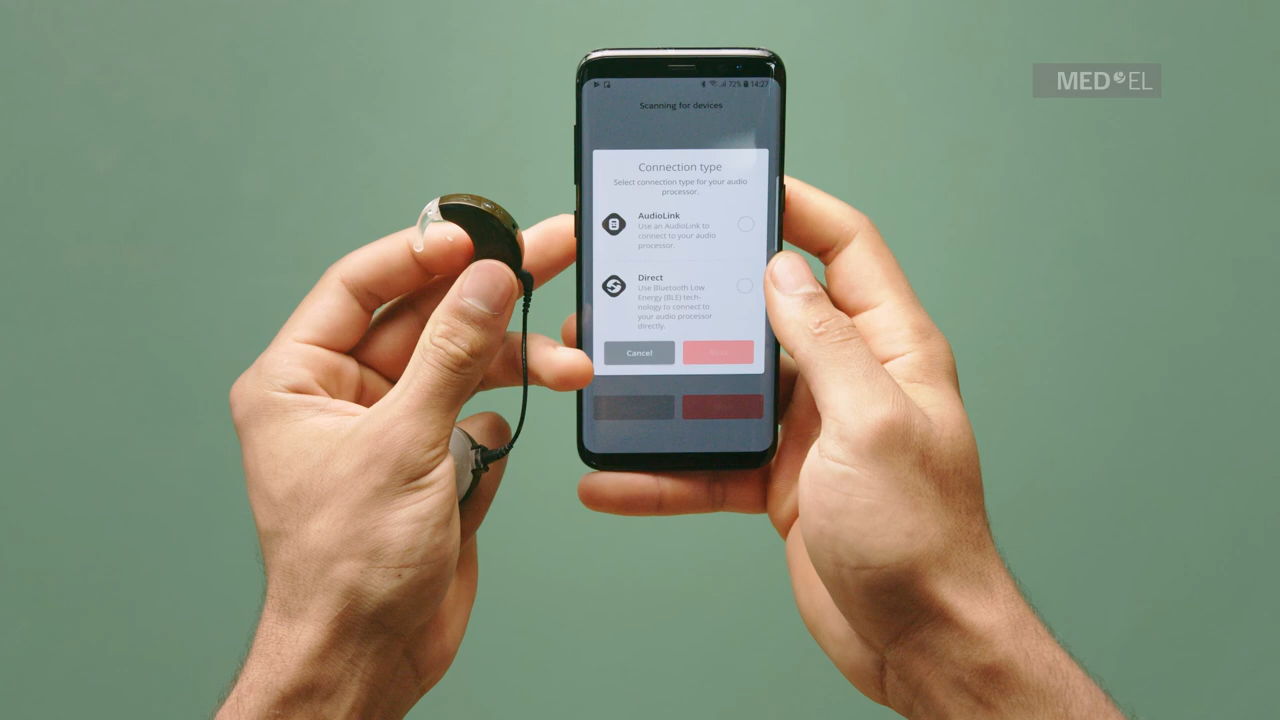 72% 14:27
Scanning for devices
MED EL
Connection type
Select connection type for your audio
processor.
AudioLink
Use an AudioLink to
connect to your audio
processor.
Direct
Use Bluetooth Low
Energy (BLE) tech-
nology to connect to
your audio processor
directly.
Cancel